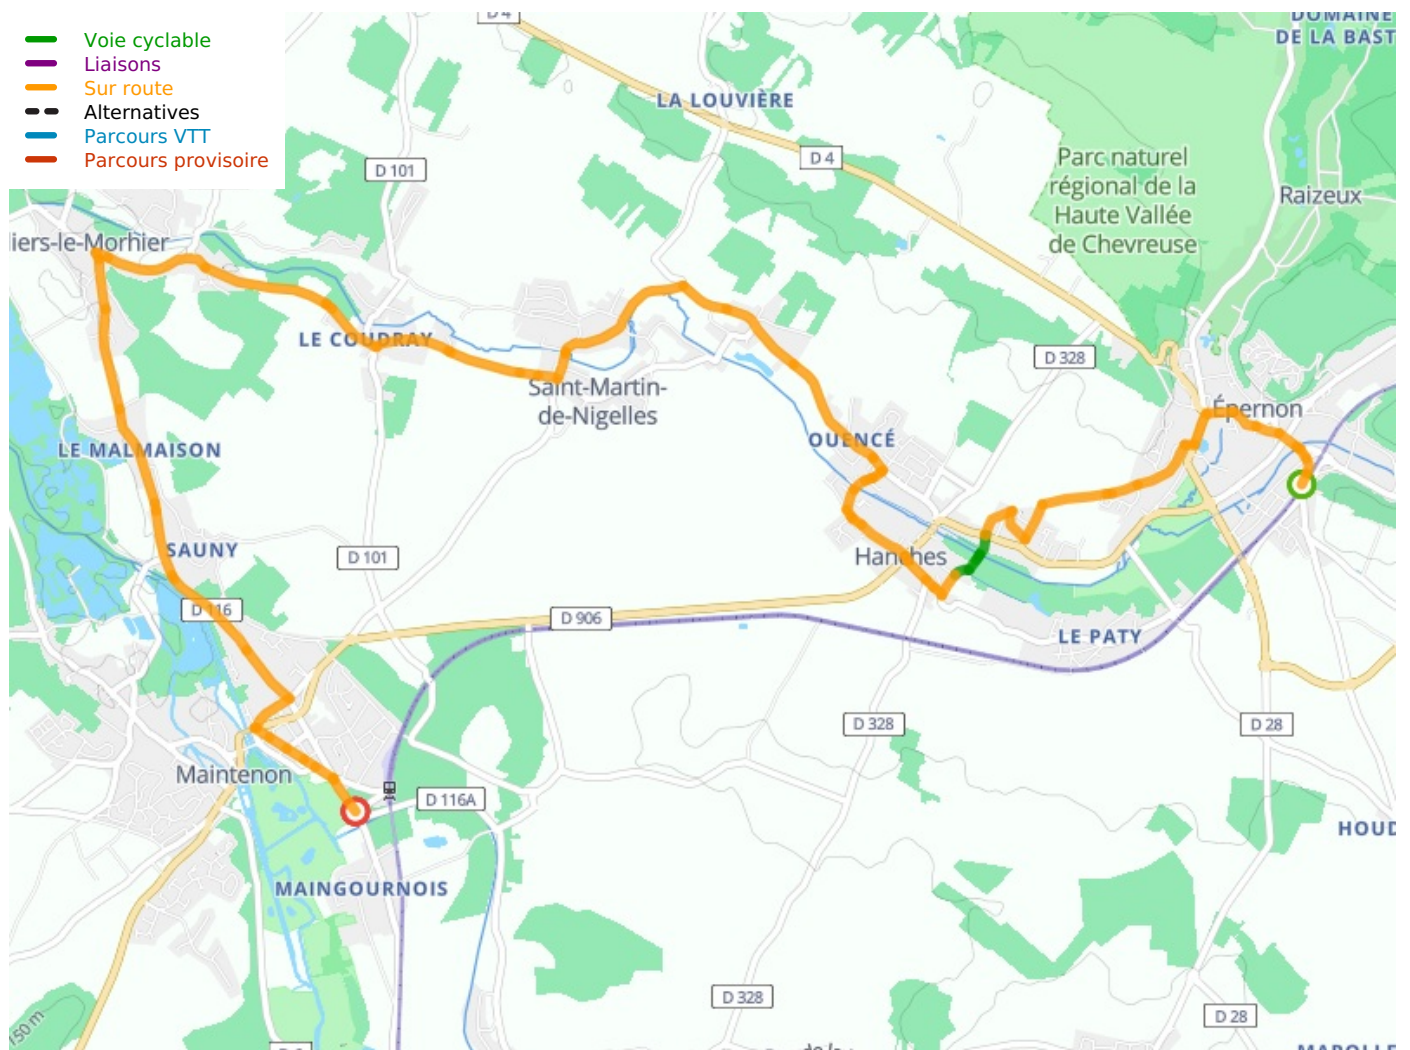 D 4
DOMAINE
DE LA BAST
Voie cyclable
Liaisons
Sur route
Alternatives
Parcours VTT
Parcours provisoire
LA LOUVIÈRE
D 4
D 101
Parc naturel
régional de la
Haute Vallée
de Chevreuse
Raizeux
iers-le-Morhier
LE COUDRAY
D 328
Saint-Martin-
de-Nigelles
Épernon
OUENCÉ
LE MALMAISON
SAUNY
D 101
Hanches
D 116
D 906
LE PATY
D 328
D 28
Maintenon
D 116A
HOUD
MAINGOURNOIS
D 328
D 28
150 m